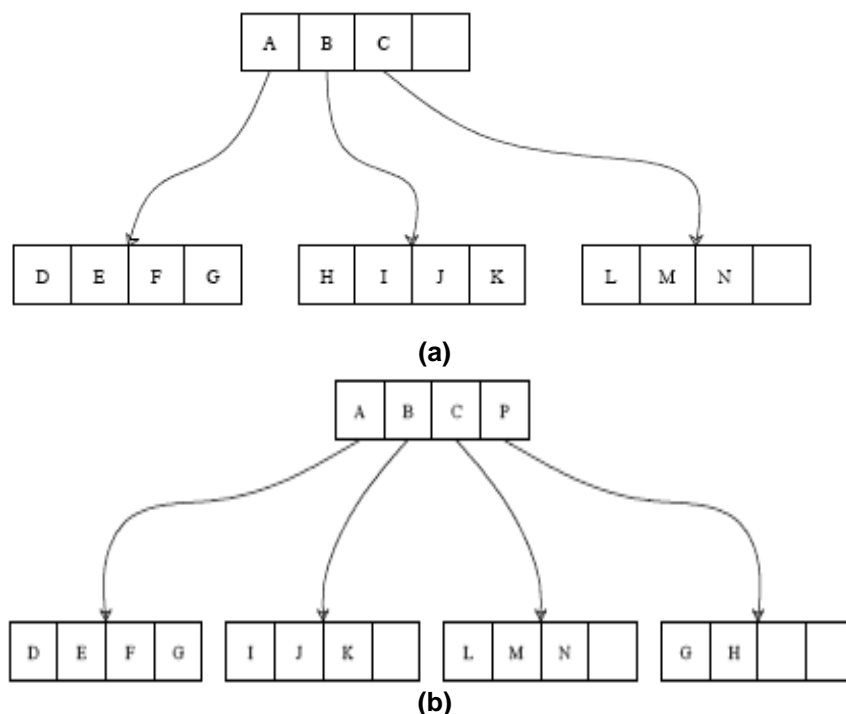 A B C
D E F G H I J K L M N
(a)
A B C P
D E F G I J K L M N G H
(b)